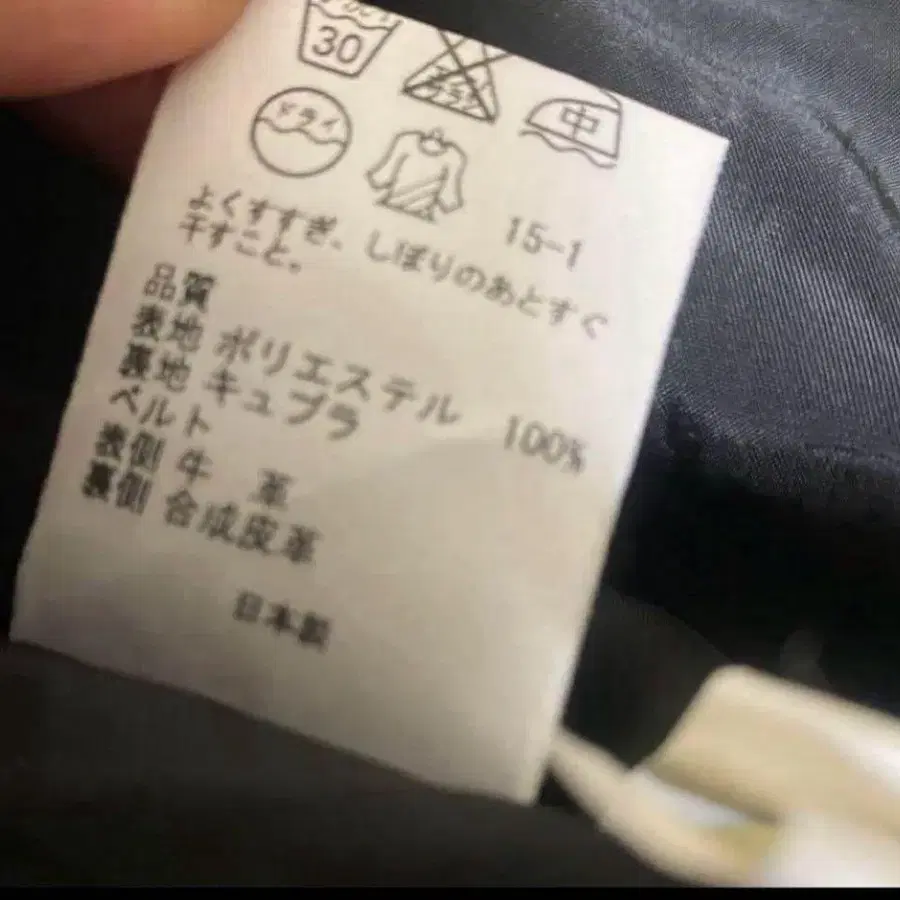 30
中
ドライ
15-1
よくすすぎ、しぼりのあとすぐ
干すこと。
品質
表地 ポリエステル 100%
裏地 キュプラ
ベルト
表側 牛 革
裏側 合成皮革
日本製